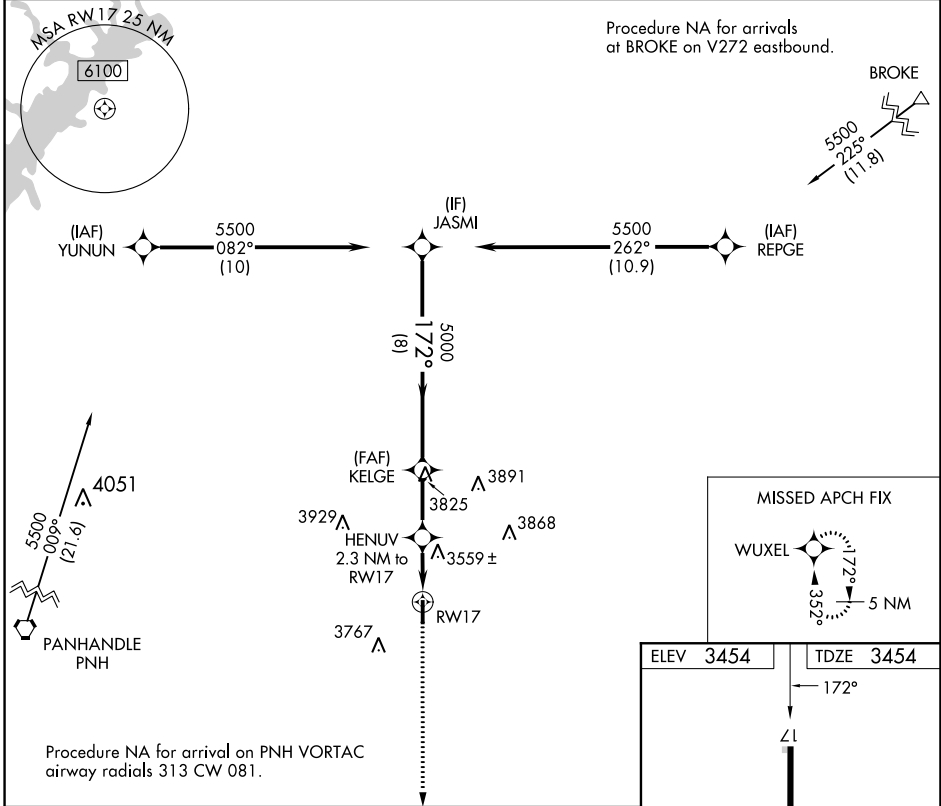 MSA RW17 25 NM
6100
Procedure NA for arrivals
at BROKE on V272 eastbound.
BROKE
5500
225°
(11.8)
(IAF)
YUNUN
5500
082°
(10)
(IF)
JASMI
5500
262°
(10.9)
(IAF)
REPGE
5000
172°
(8)
(FAF)
KELGE
3825
3891
3929
3868
HENUV
2.3 NM to
RW17
3559 ±
RW17
3767
4051
5500
009°
(21.6)
PANHANDLE
PNH
MISSED APCH FIX
WUXEL
172°
352°
5 NM
ELEV 3454
TDZE 3454
172°
17
Procedure NA for arrival on PNH VORTAC
airway radials 313 CW 081.